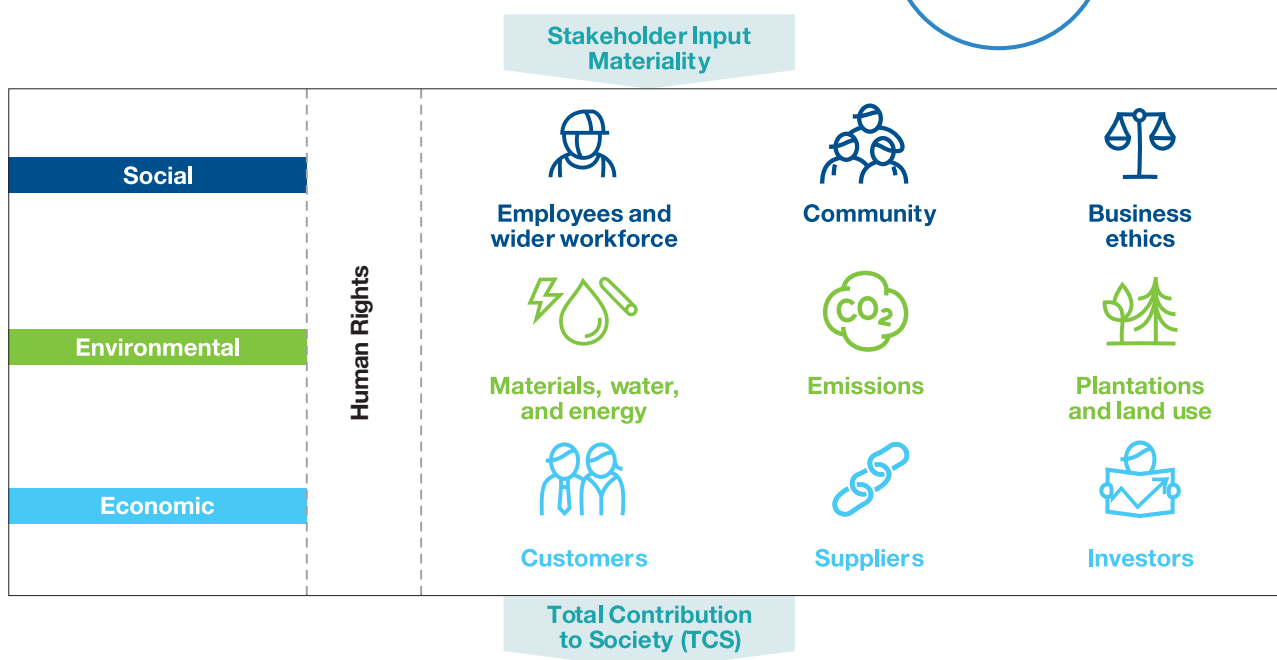 Stakeholder Input
Materiality
Social
Human Rights
Employees and
wider workforce
Community
Business
ethics
Environmental
CO₂
Materials, water,
and energy
Emissions
Plantations
and land use
Economic
Customers
Suppliers
Investors
Total Contribution
to Society (TCS)